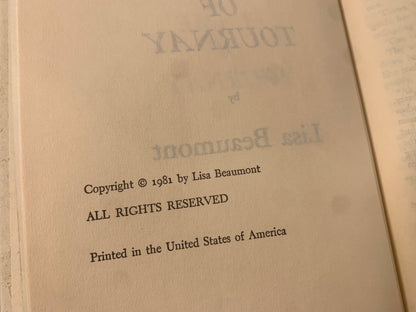 OF
TOURNAY
by
Lisa Beaumont
Copyright © 1981 by Lisa Beaumont
ALL RIGHTS RESERVED
Printed in the United States of America